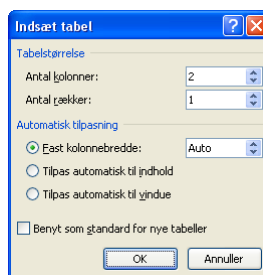 Indsæt tabel
Tabelstørrelse
Antal kolonner: 2
Antal rækker: 1
Automatisk tilpasning
Fast kolonnebredde: Auto
Tilpas automatisk til indhold
Tilpas automatisk til vindue
Benyt som standard for nye tabeller
OK Annuller